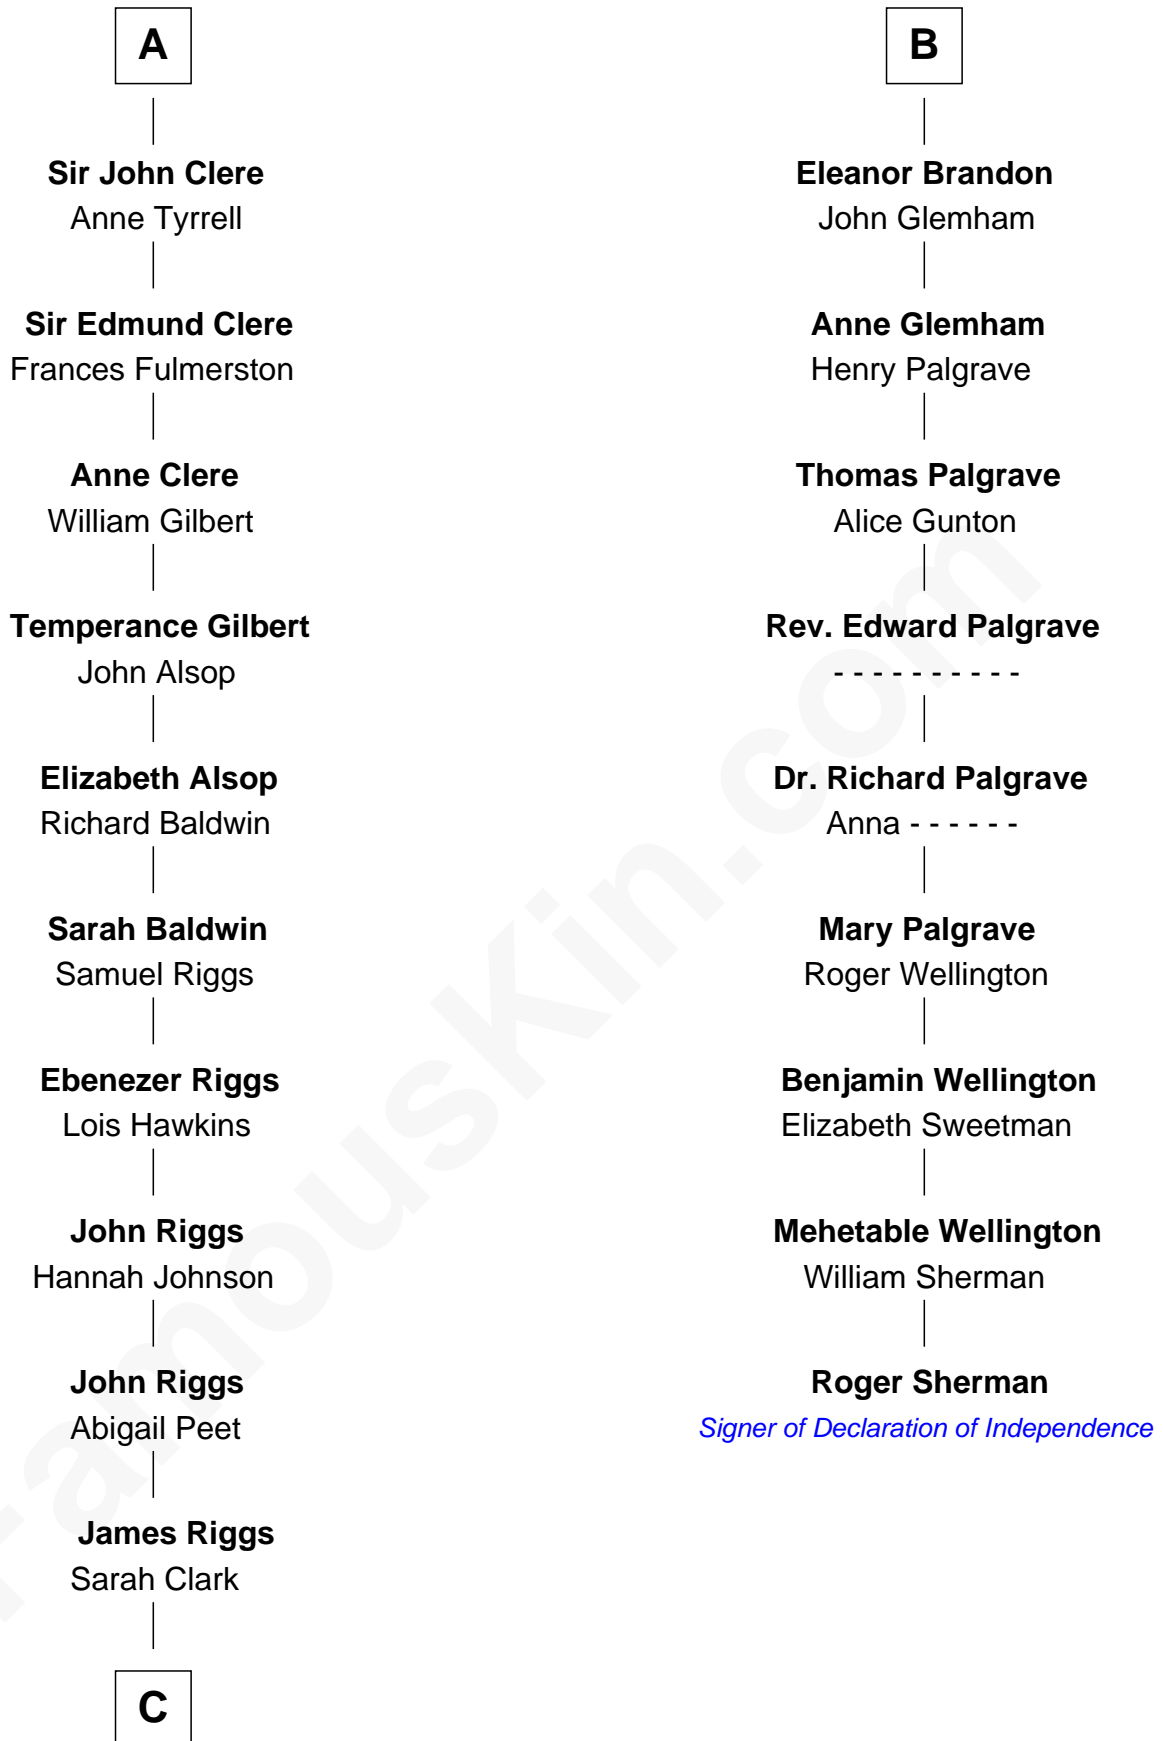 A
Sir John Clere
Anne Tyrrell
Sir Edmund Clere
Frances Fulmerston
Anne Clere
William Gilbert
Temperance Gilbert
John Alsop
Elizabeth Alsop
Richard Baldwin
Sarah Baldwin
Samuel Riggs
Ebenezer Riggs
Lois Hawkins
John Riggs
Hannah Johnson
John Riggs
Abigail Peet
James Riggs
Sarah Clark
C
B
Eleanor Brandon
John Glemham
Anne Glemham
Henry Palgrave
Thomas Palgrave
Alice Gunton
Rev. Edward Palgrave
- - - - - - - - - -
Dr. Richard Palgrave
Anna - - - - - -
Mary Palgrave
Roger Wellington
Benjamin Wellington
Elizabeth Sweetman
Mehetable Wellington
William Sherman
Roger Sherman
Signer of Declaration of Independence
FamousKin.com